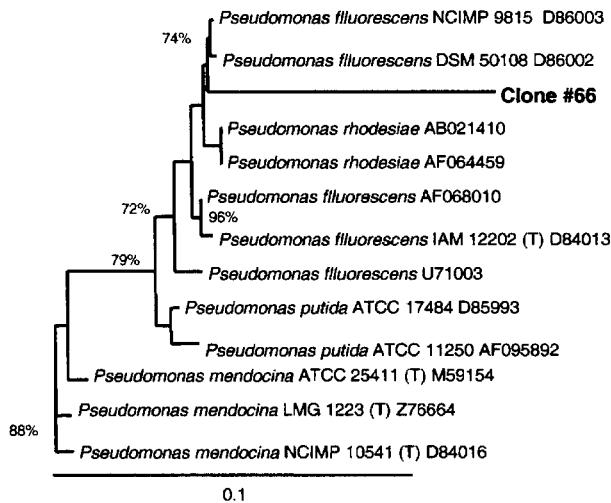 Pseudomonas flluorescens NCIMP 9815 D86003
74%
Pseudomonas flluorescens DSM 50108 D86002
Clone #66
Pseudomonas rhodesiae AB021410
Pseudomonas rhodesiae AF064459
Pseudomonas flluorescens AF068010
72%
96%
Pseudomonas flluorescens IAM 12202 (T) D84013
79%
Pseudomonas flluorescens U71003
Pseudomonas putida ATCC 17484 D85993
Pseudomonas putida ATCC 11250 AF095892
Pseudomonas mendocina ATCC 25411 (T) M59154
Pseudomonas mendocina LMG 1223 (T) Z76664
88%
Pseudomonas mendocina NCIMP 10541 (T) D84016
0.1